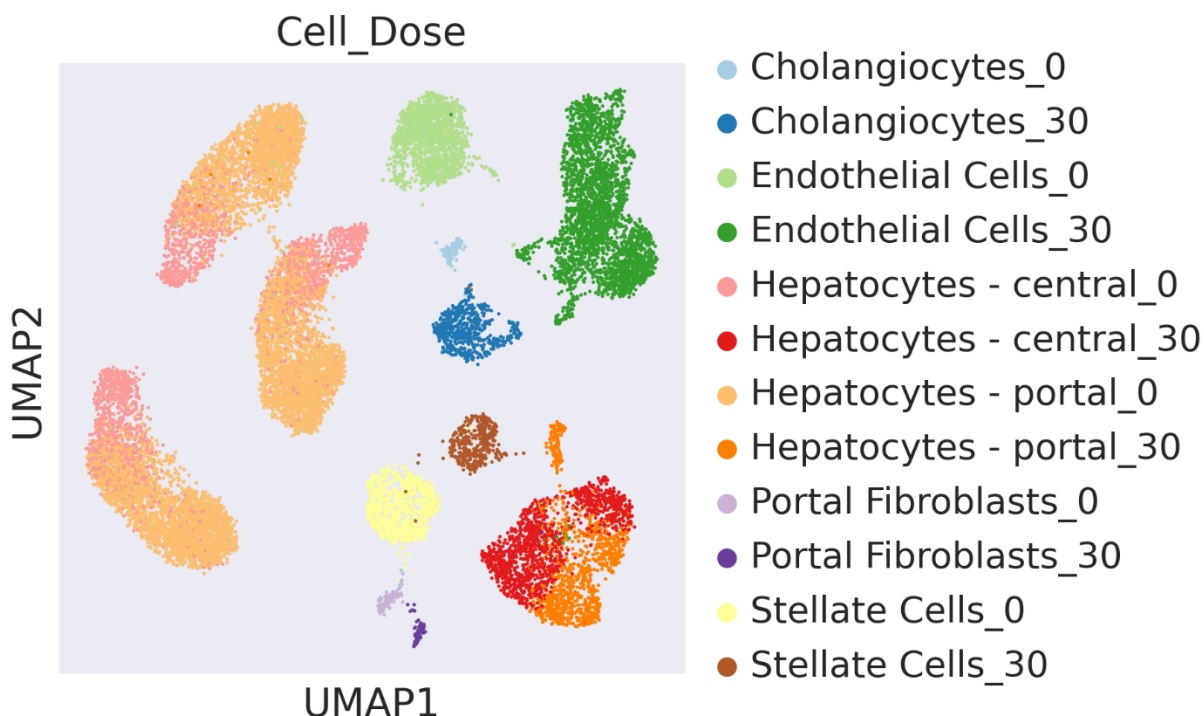 Cell_Dose
UMAP2
UMAP1
Cholangiocytes_0
Cholangiocytes_30
Endothelial Cells_0
Endothelial Cells_30
Hepatocytes - central_0
Hepatocytes - central_30
Hepatocytes - portal_0
Hepatocytes - portal_30
Portal Fibroblasts_0
Portal Fibroblasts_30
Stellate Cells_0
Stellate Cells_30